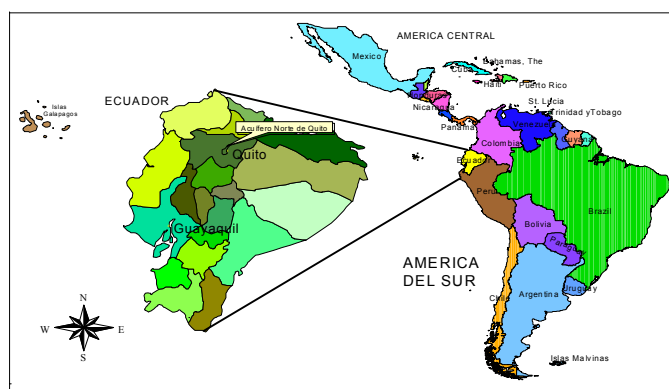 AMERICA CENTRAL
Mexico
Bahamas, The
Cuba
Haiti
Puerto Rico
Honduras
Nicaragua
St. Lucia
Trinidad yTobago
Panama
Venezuela
Guyana
Colombia
Ecuador
Peru
Brazil
Bolivia
Paraguay
AMERICA
DEL SUR
Chile
Argentina
Uruguay
Islas Malvinas
ECUADOR
Islas
Galapagos
Acuifero Norte de Quito
Quito
Guayaquil
N
W
E
S